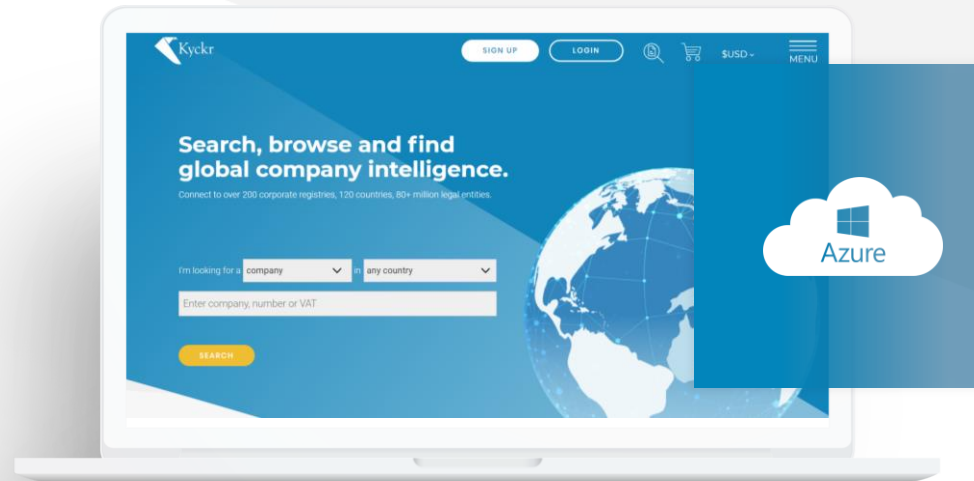 Kyckr
SIGN UP
LOGIN
$USD
MENU
Search, browse and find
global company intelligence.
Connect to over 200 corporate registries, 120 countries, 80+ million legal entities.
I'm looking for a company in any country
Enter company, number or VAT
SEARCH
Azure